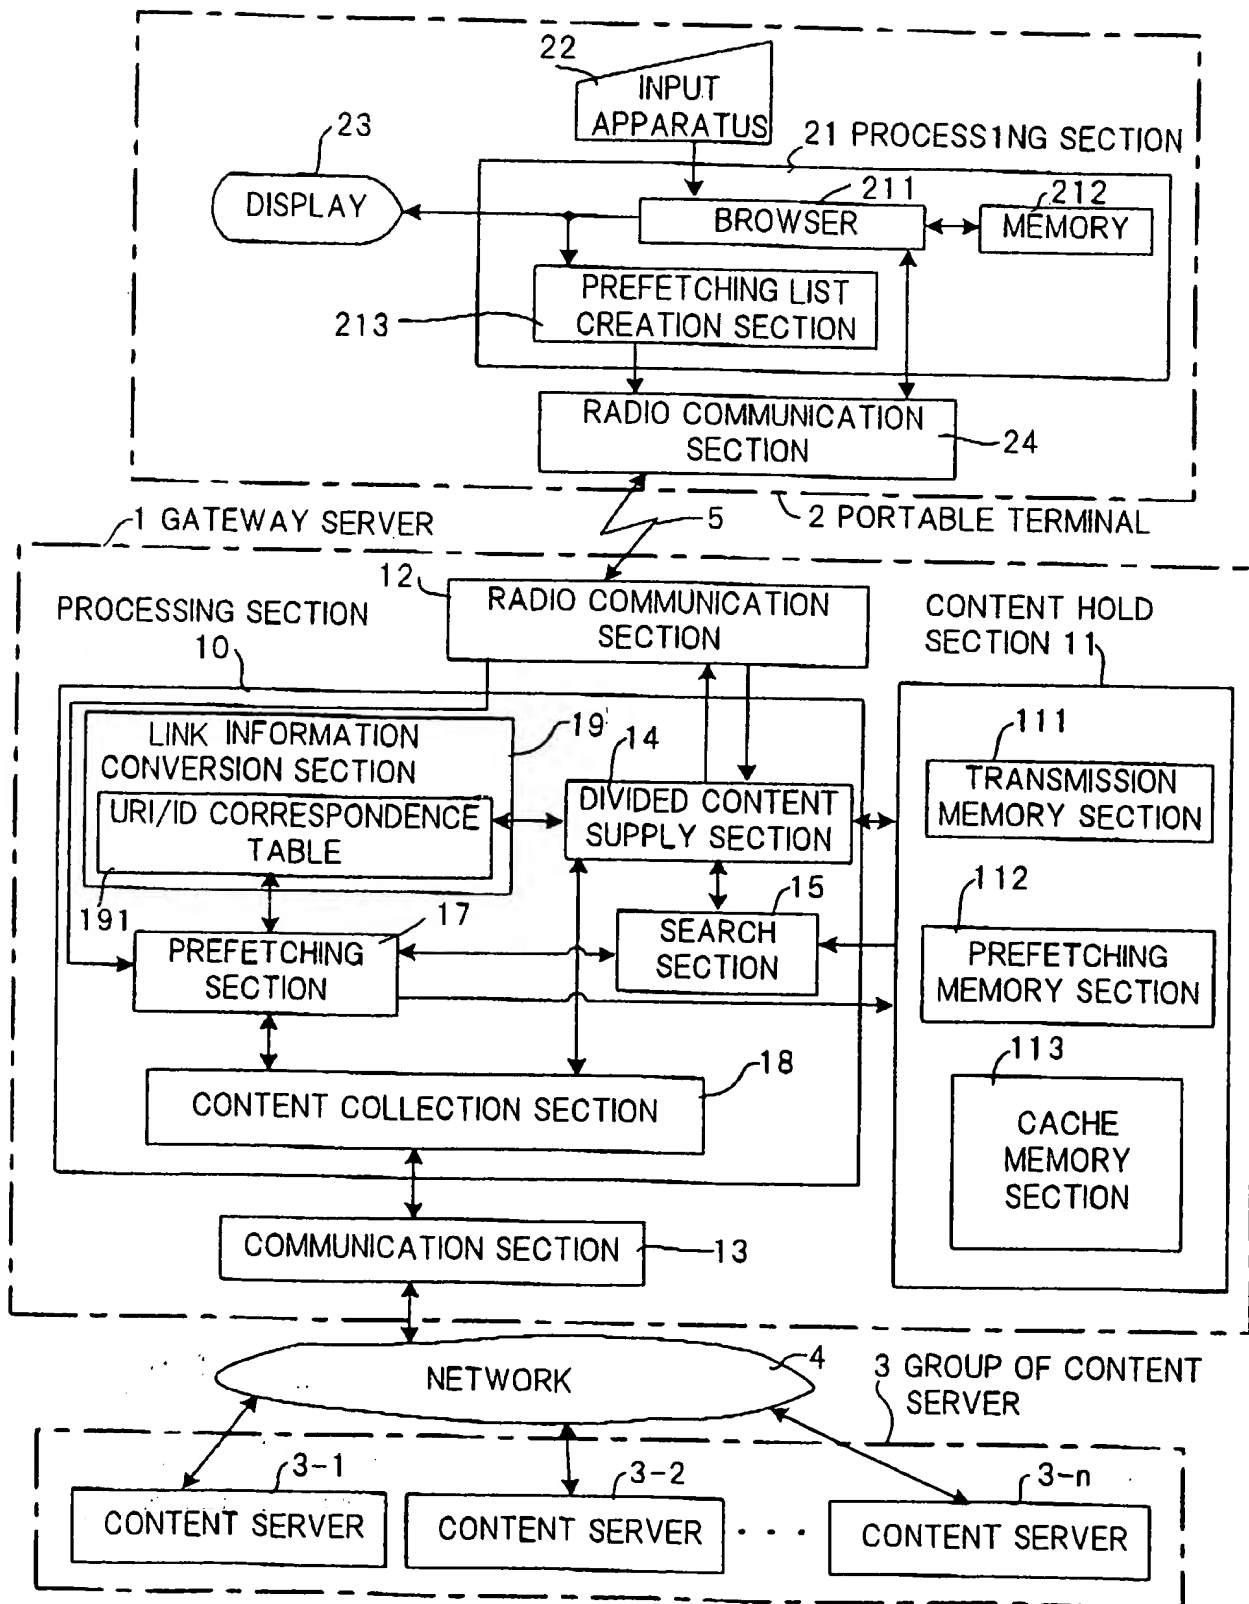 22
INPUT
APPARATUS
23
21 PROCESS1NG SECTION
DISPLAY
211
212
BROWSER
MEMORY
PREFETCHING LIST
CREATION SECTION
213
RADIO COMMUNICATION
SECTION
24
5
2 PORTABLE TERMINAL
1 GATEWAY SERVER
12
RADIO COMMUNICATION
SECTION
PROCESSING SECTION
10
CONTENT HOLD
SECTION 11
LINK INFORMATION
CONVERSION SECTION
19
14
111
URI/ID CORRESPONDENCE
TABLE
DIVIDED CONTENT
SUPPLY SECTION
TRANSMISSION
MEMORY SECTION
191
17
15
112
PREFETCHING
SECTION
SEARCH
SECTION
PREFETCHING
MEMORY SECTION
18
113
CONTENT COLLECTION SECTION
CACHE
MEMORY
SECTION
COMMUNICATION SECTION
13
NETWORK
4
3 GROUP OF CONTENT
SERVER
3-1
3-2
3-n
CONTENT SERVER
CONTENT SERVER
· · · ·
CONTENT SERVER